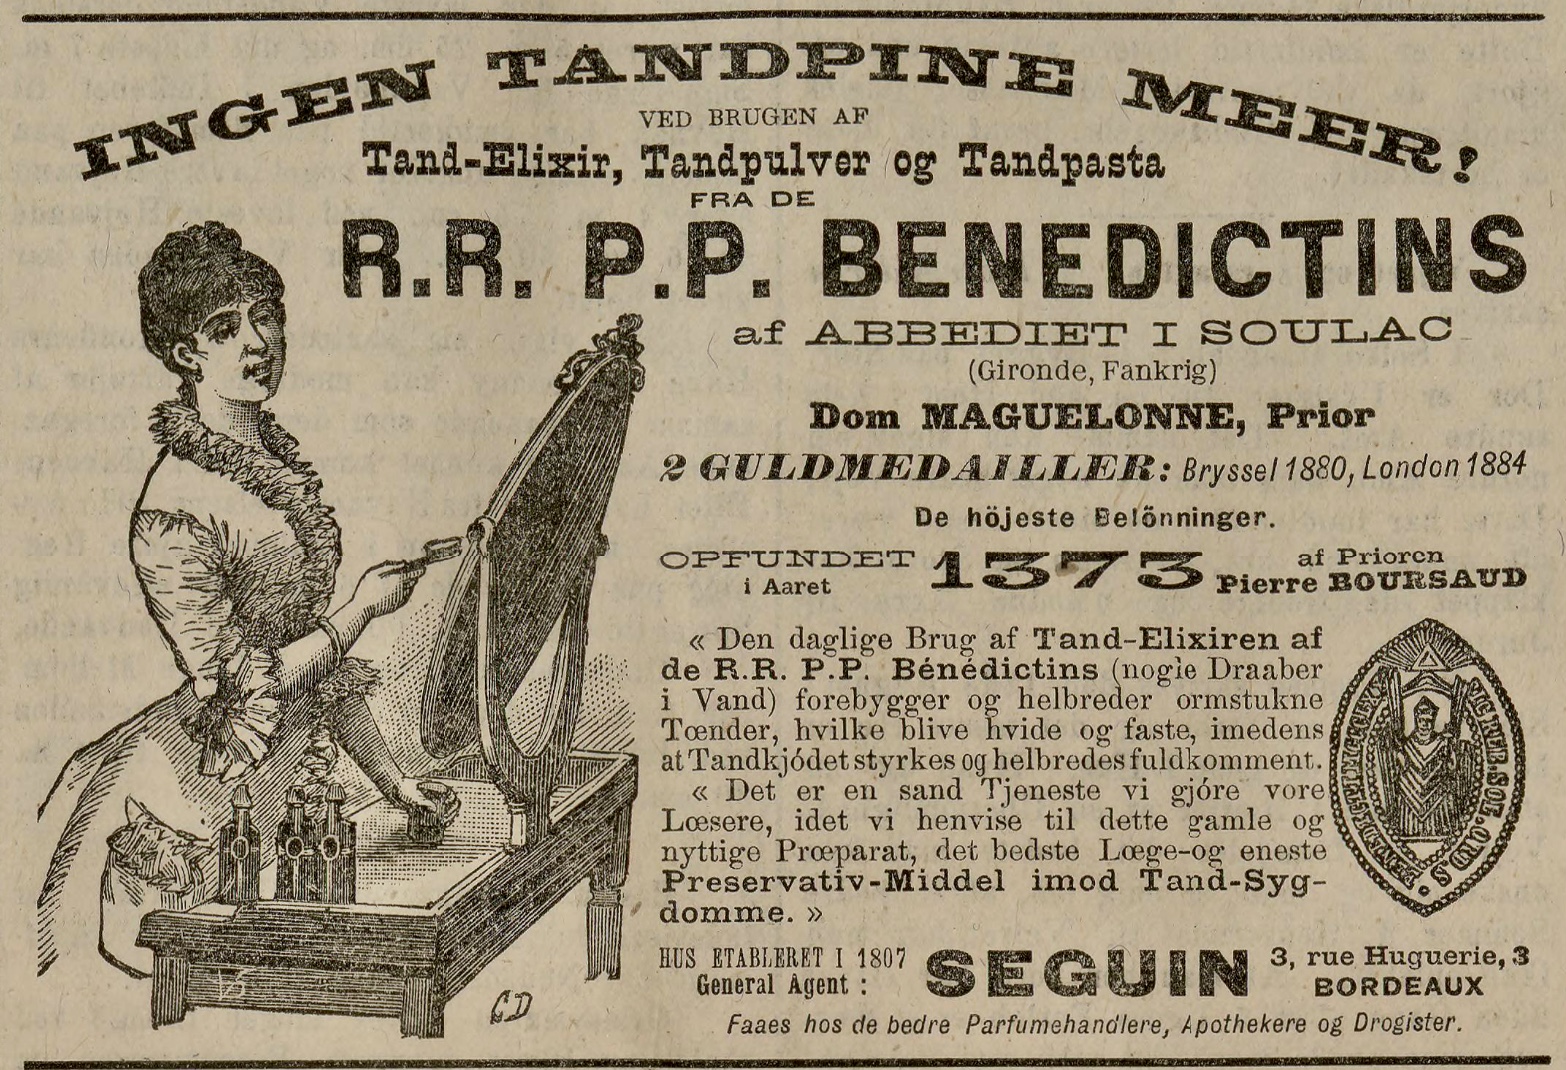 INGEN TANDPINE MEER!
VED BRUGEN AF
Tand-Elixir, Tandpulver og Tandpasta
FRA DE
R.R. P.P. BENEDICTINS
af ABBEDIET I SOULAC
(Gironde, Fankrig)
Dom MAGUELONNE, Prior
2 GULDMEDAILLER: Bryssel 1880, London 1884
De höjeste Belönninger.
OPFUNDET i Aaret 1373 af Prioren Pierre BOURSAUD
« Den daglige Brug af Tand-Elixiren af
de R.R. P.P. Bénédictins (nogle Draaber
i Vand) forebygger og helbreder ormstukne
Tœnder, hvilke blive hvide og faste, imedens
at Tandkjódet styrkes og helbredes fuldkomment.
« Det er en sand Tjeneste vi gjóre vore
Lœsere, idet vi henvise til dette gamle og
nyttige Prœparat, det bedste Lœge-og eneste
Preservativ-Middel imod Tand-Syg-
domme. »
HUS ETABLERET I 1807
General Agent :
SEGUIN
3, rue Huguerie, 3
BORDEAUX
Faaes hos de bedre Parfumehandlere, Apothekere og Drogister.
GD